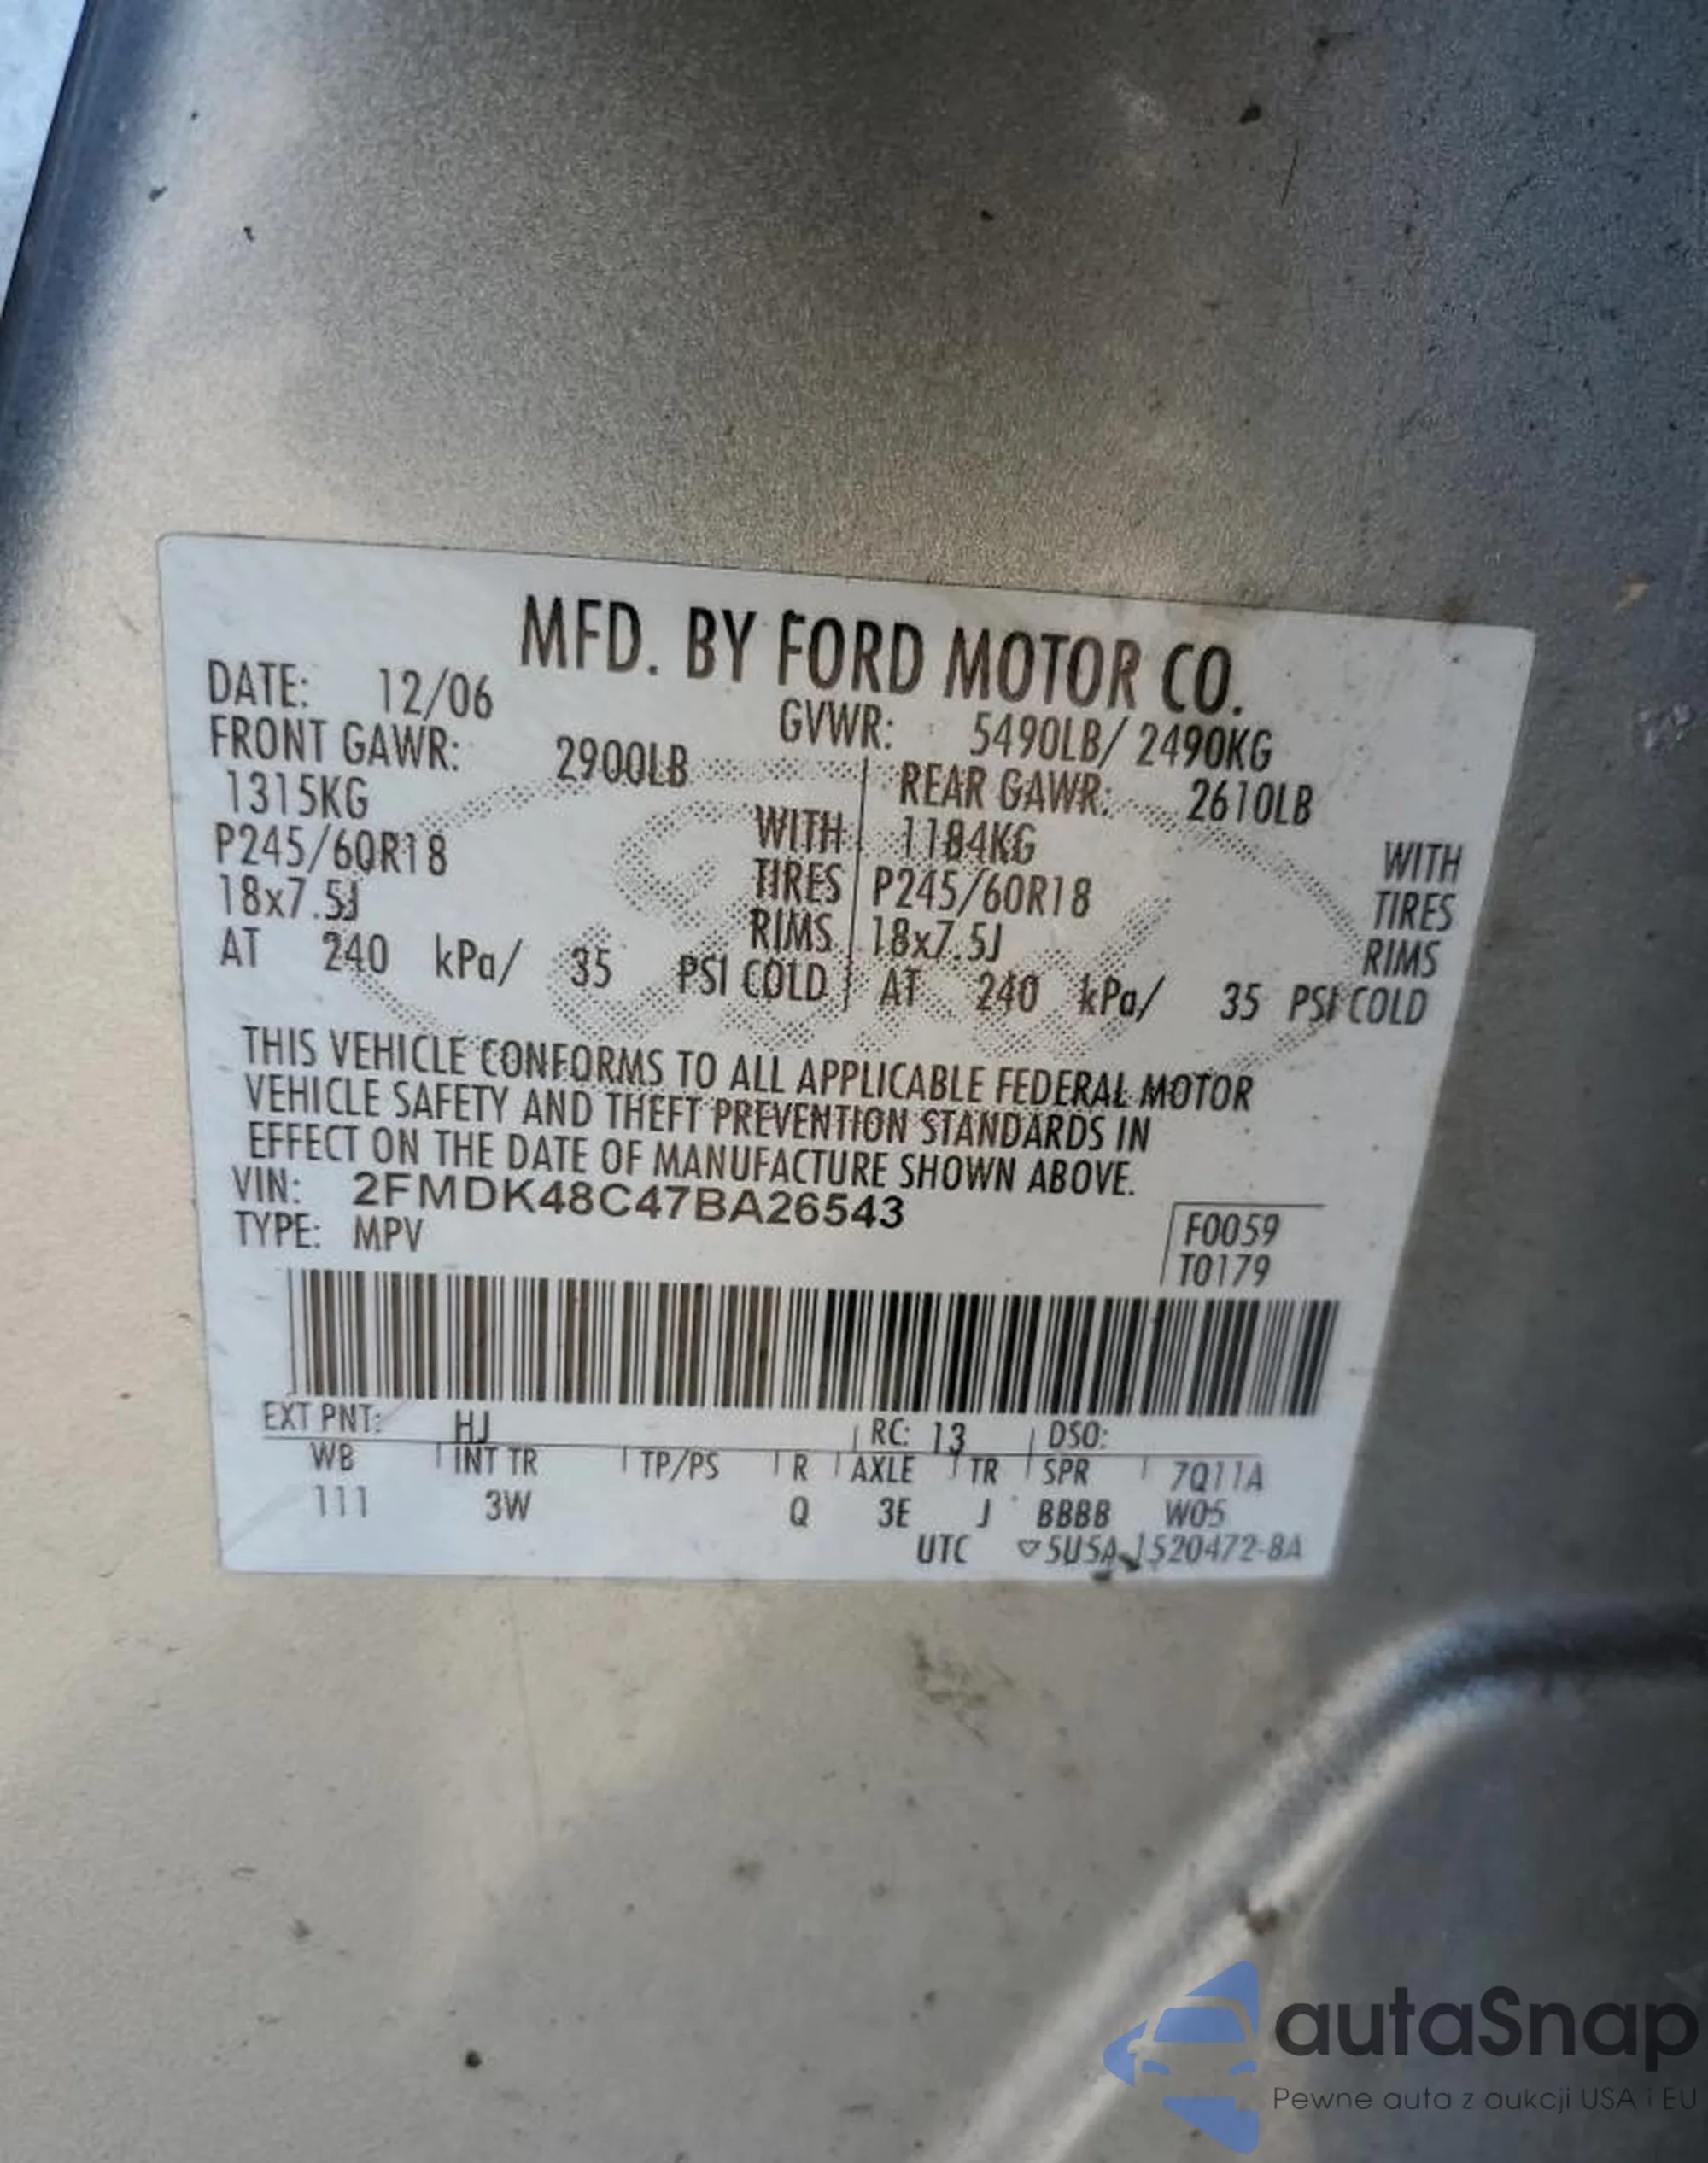 MFD. BY FORD MOTOR CO.
DATE: 12/06 GVWR: 5490LB/ 2490KG
FRONT GAWR: 2900LB REAR GAWR: 2610LB
1315KG WITH 1184KG WITH
P245/60R18 TIRES P245/60R18 TIRES
18x7.5J RIMS 18x7.5J RIMS
AT 240 kPa/ 35 PSI COLD AT 240 kPa/ 35 PSI COLD
THIS VEHICLE CONFORMS TO ALL APPLICABLE FEDERAL MOTOR
VEHICLE SAFETY AND THEFT PREVENTION STANDARDS IN
EFFECT ON THE DATE OF MANUFACTURE SHOWN ABOVE.
VIN: 2FMDK48C47BA26543
TYPE: MPV
F0059
T0179
EXT PNT: HJ RC: 13 DSO:
WB INT TR TP/PS R AXLE TR SPR 7Q11A
111 3W Q 3E J BBBB W05
UTC 5U5A-1520472-BA
autaSnap
Pewne auta z aukcji USA i EU